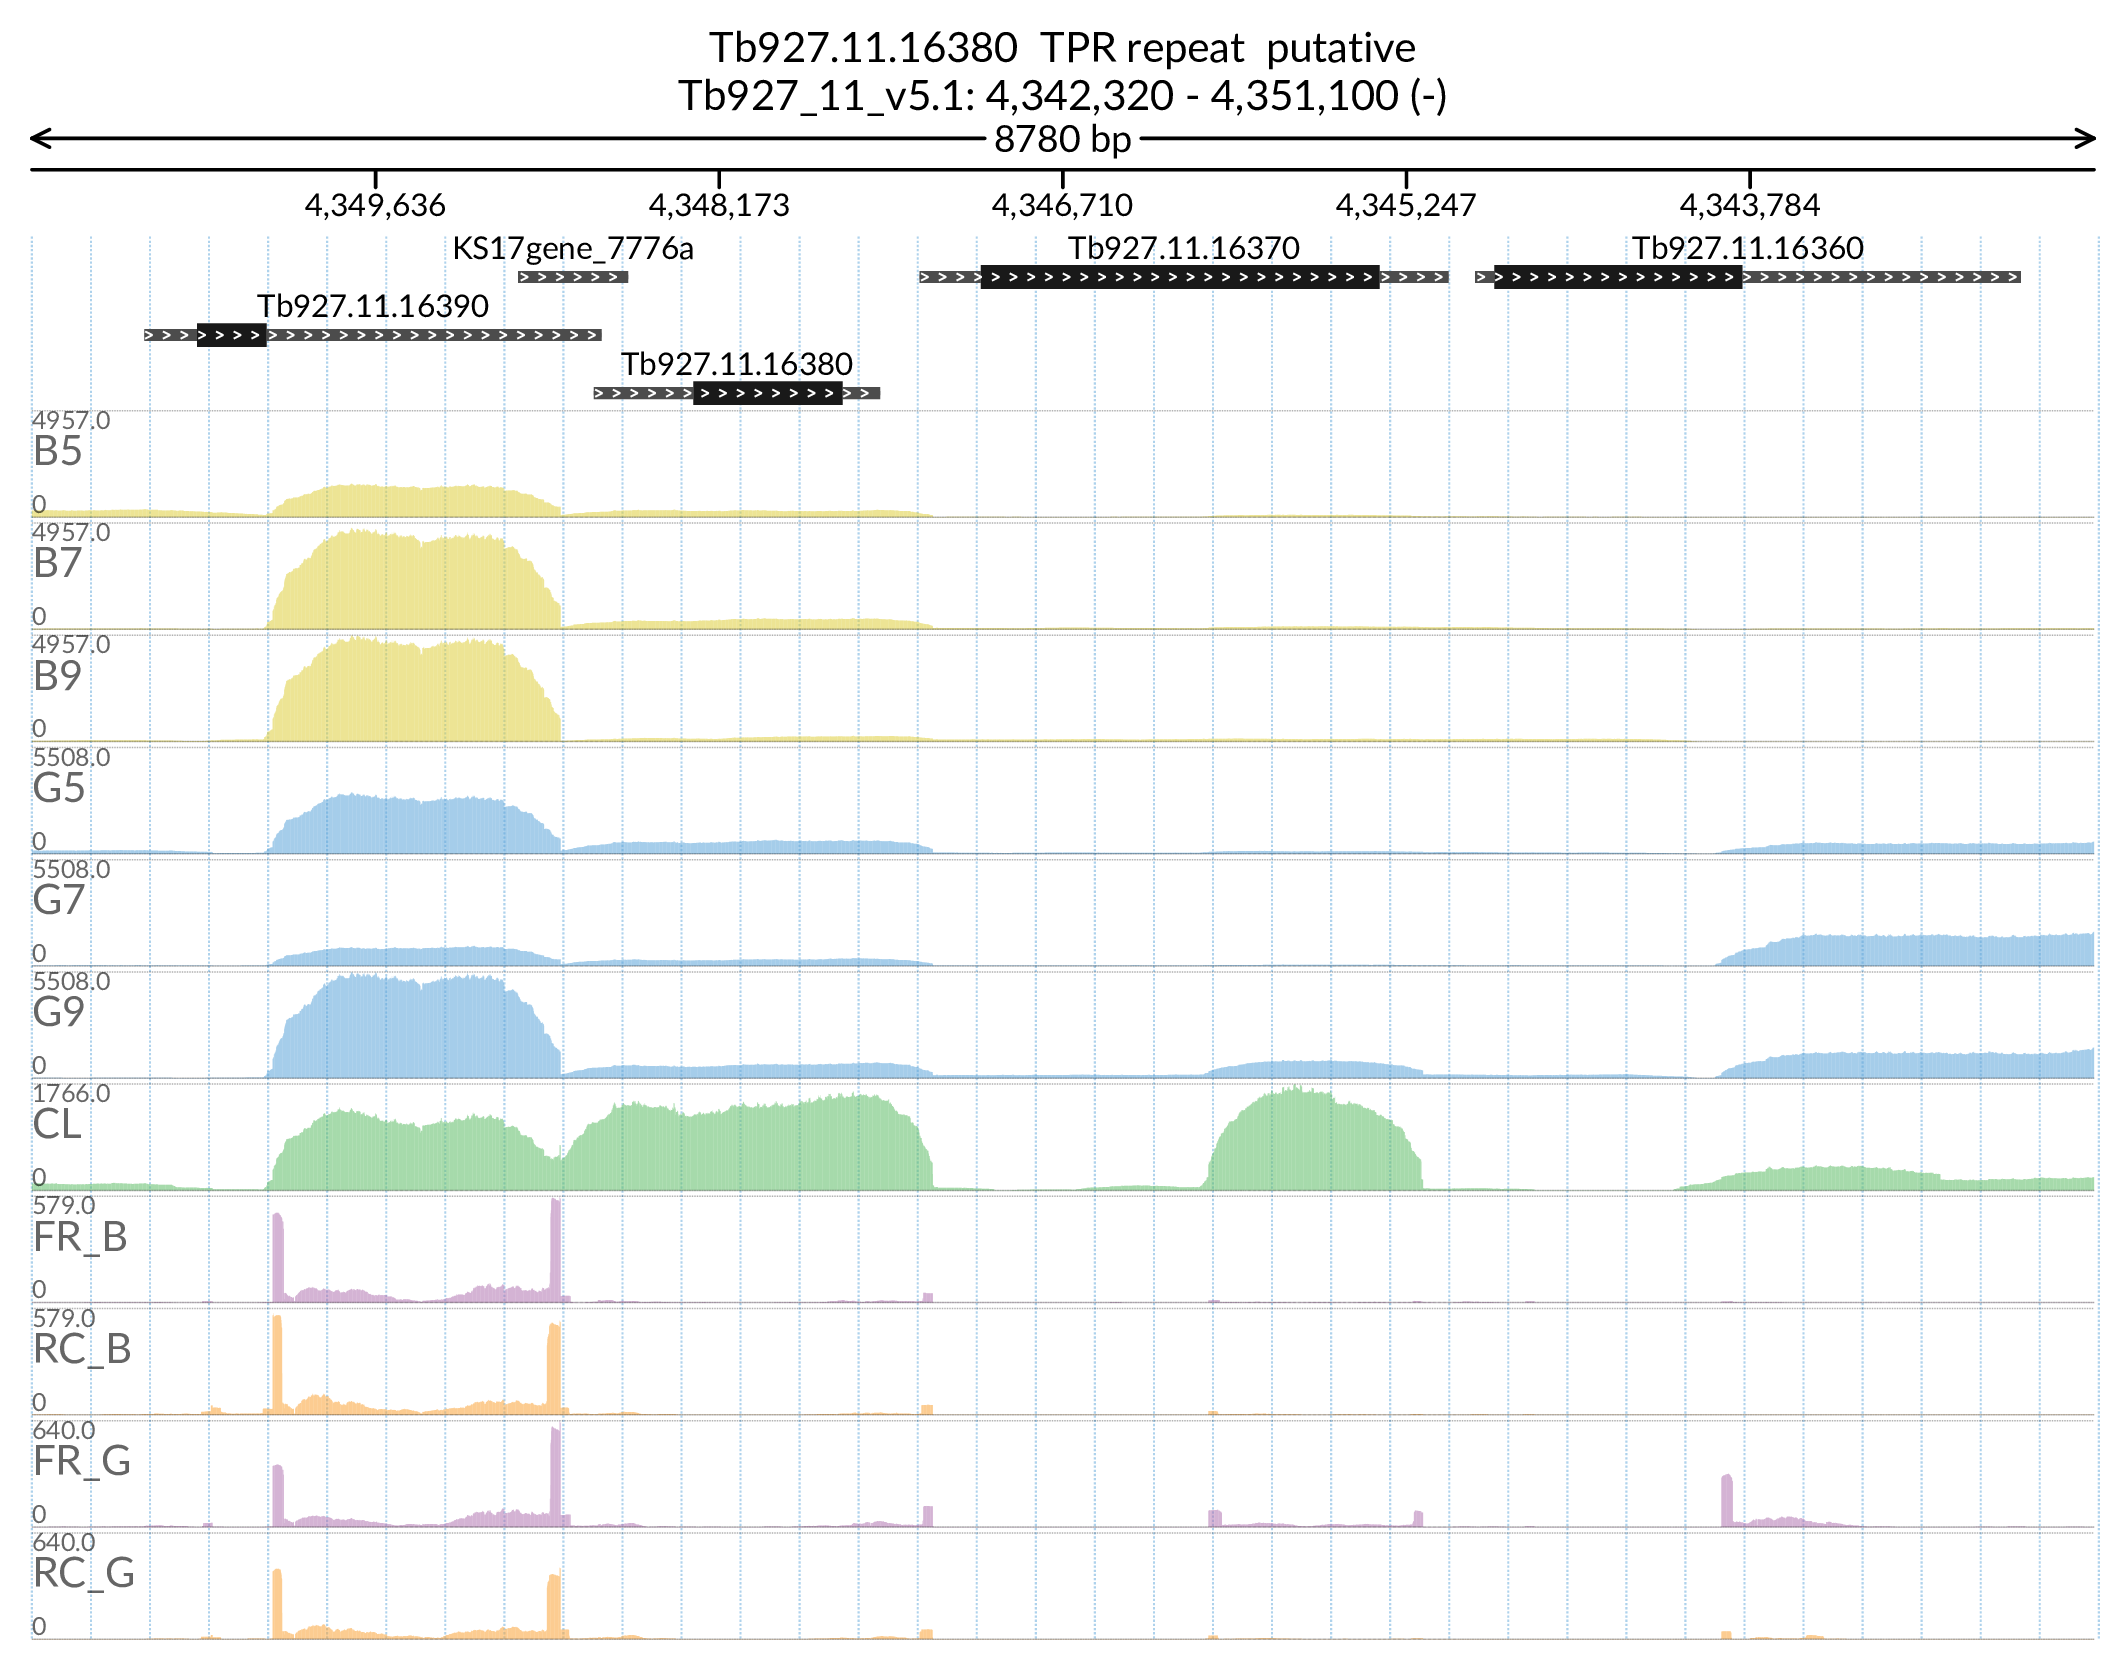 Tb927.11.16380  TPR repeat  putative
Tb927_11_v5.1: 4,342,320 - 4,351,100 (-)
8780 bp
4,349,636 4,348,173 4,346,710 4,345,247 4,343,784
KS17gene_7776a Tb927.11.16370 Tb927.11.16360
Tb927.11.16390
Tb927.11.16380
4957.0
B5
0
4957.0
B7
0
4957.0
B9
0
5508.0
G5
0
5508.0
G7
0
5508.0
G9
0
1766.0
CL
0
579.0
FR_B
0
579.0
RC_B
0
640.0
FR_G
0
640.0
RC_G
0